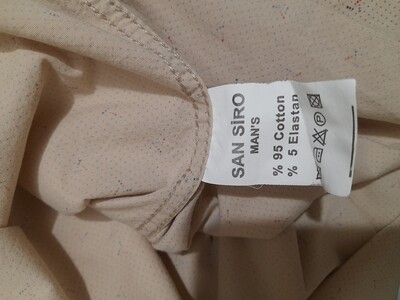 SAN SiRO
MAN'S
% 95 Cotton
% 5 Elastan